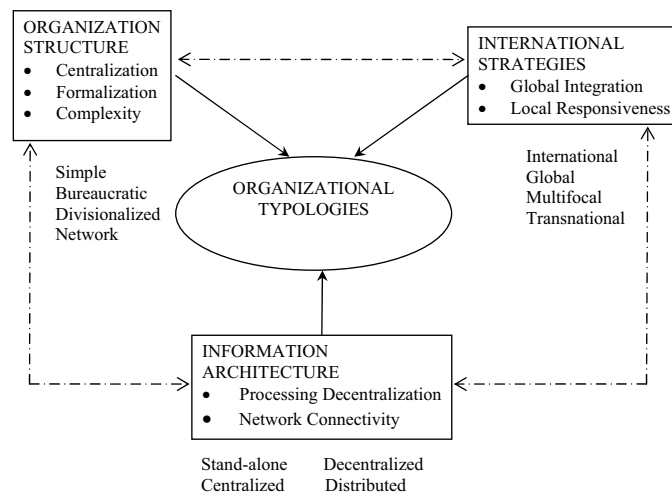 ORGANIZATION
STRUCTURE
• Centralization
• Formalization
• Complexity
INTERNATIONAL
STRATEGIES
• Global Integration
• Local Responsiveness
Simple
Bureaucratic
Divisionalized
Network
International
Global
Multifocal
Transnational
ORGANIZATIONAL
TYPOLOGIES
INFORMATION
ARCHITECTURE
• Processing Decentralization
• Network Connectivity
Stand-alone Decentralized
Centralized Distributed